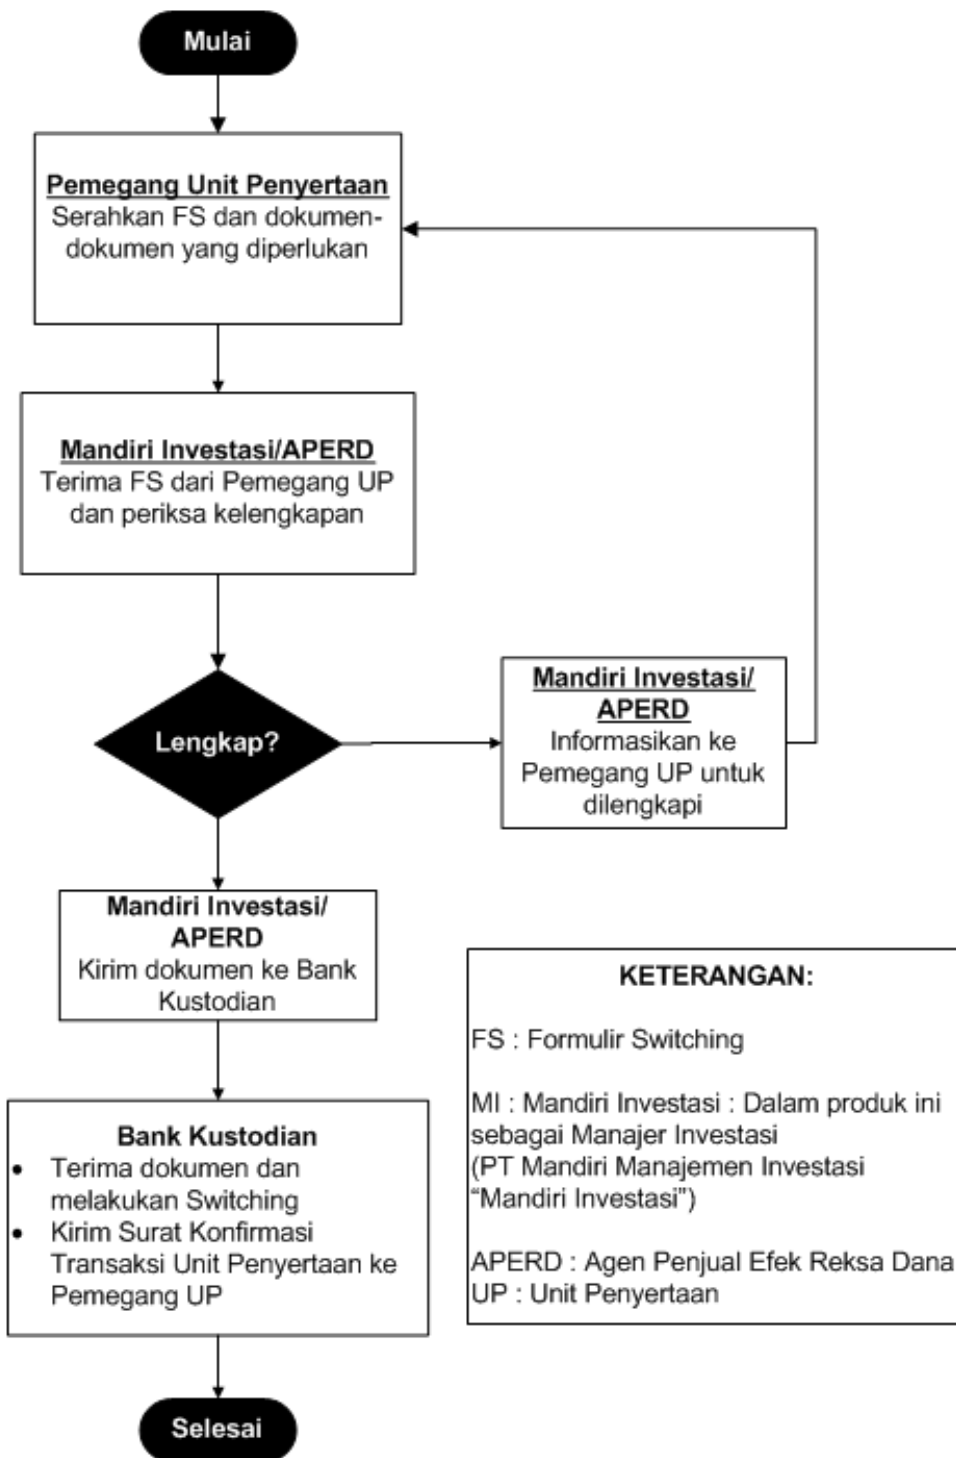 Mulai
Pemegang Unit Penyertaan
Serahkan FS dan dokumen-
dokumen yang diperlukan
Mandiri Investasi/APERD
Terima FS dari Pemegang UP
dan periksa kelengkapan
Lengkap?
Mandiri Investasi/
APERD
Informasikan ke
Pemegang UP untuk
dilengkapi
Mandiri Investasi/
APERD
Kirim dokumen ke Bank
Kustodian
Bank Kustodian
• Terima dokumen dan
melakukan Switching
• Kirim Surat Konfirmasi
Transaksi Unit Penyertaan ke
Pemegang UP
Selesai
KETERANGAN:
FS : Formulir Switching
MI : Mandiri Investasi : Dalam produk ini
sebagai Manajer Investasi
(PT Mandiri Manajemen Investasi
“Mandiri Investasi”)
APERD : Agen Penjual Efek Reksa Dana
UP : Unit Penyertaan